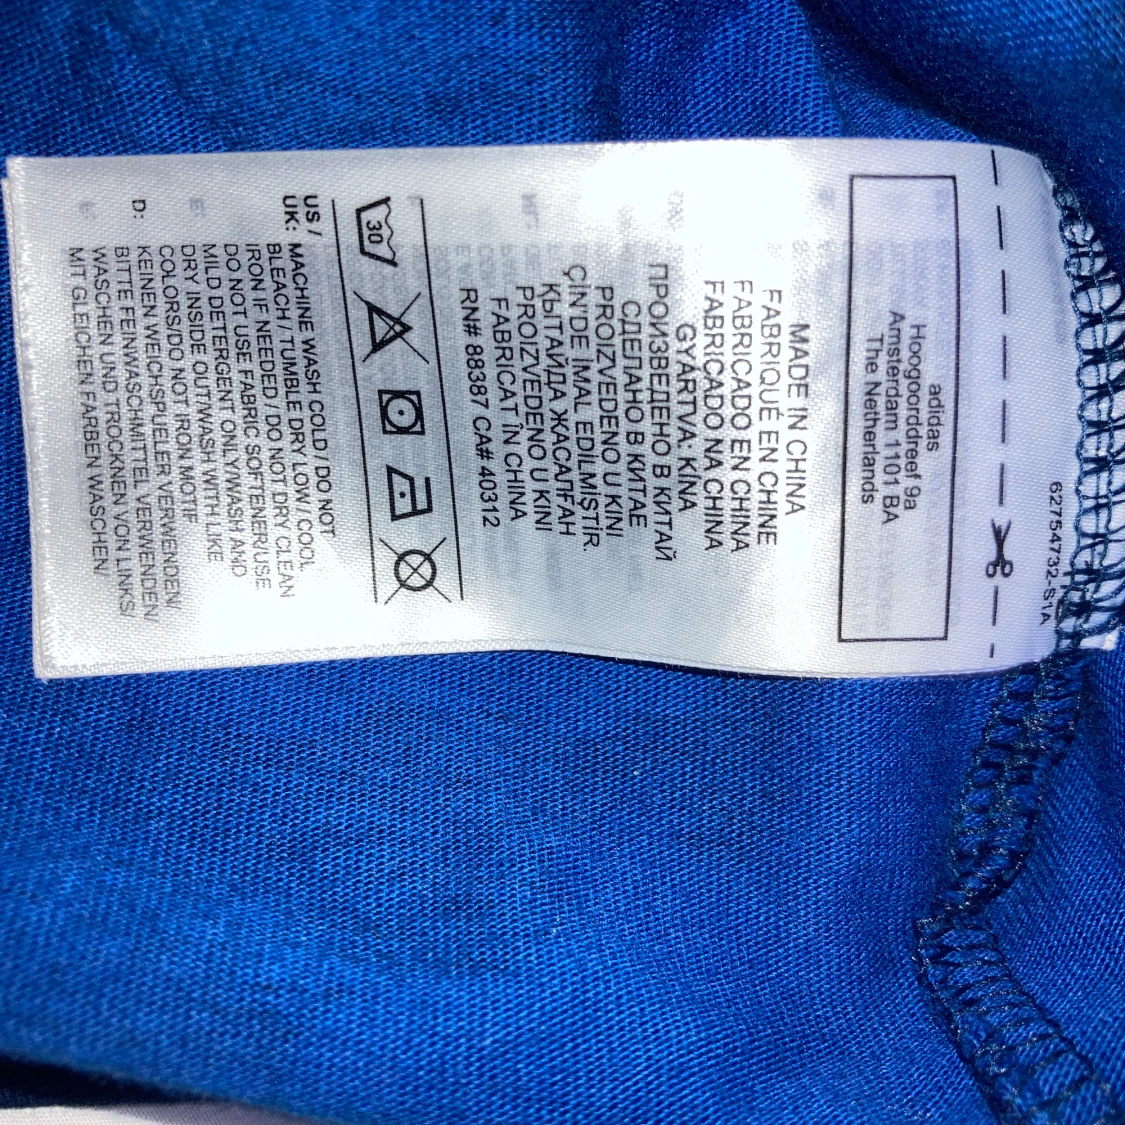 62754732-S1A
adidas
Hoogoorddreef 9a
Amsterdam 1101 BA
The Netherlands
MADE IN CHINA
FABRIQUÉ EN CHINE
FABRICADO EN CHINA
FABRICADO NA CHINA
GYÁRTVA: KÍNA
ПРОИЗВЕДЕНО В КИТАЙ
СДЕЛАНО В КИТАЕ
PROIZVEDENO U KINI
ÇİN'DE İMAL EDİLMİŞTİR.
ҚЫТАЙДА ЖАСАЛҒАН
PROIZVEDENO U KINI
FABRICAT ÎN CHINA
RN# 88387 CA# 40312
30
US /
UK: MACHINE WASH COLD / DO NOT
BLEACH / TUMBLE DRY LOW / COOL
IRON IF NEEDED / DO NOT DRY CLEAN
DO NOT USE FABRIC SOFTENER/USE
MILD DETERGENT ONLY/WASH AND
DRY INSIDE OUT/WASH WITH LIKE
COLORS/DO NOT IRON MOTIF
D: KEINEN WEICHSPUELER VERWENDEN/
BITTE FEINWASCHMITTEL VERWENDEN/
WASCHEN UND TROCKNEN VON LINKS/
MIT GLEICHEN FARBEN WASCHEN/